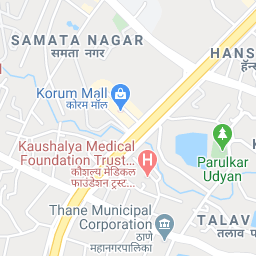 SAMATA NAGAR
समता नगर
HANS
हॅन्स
Korum Mall
कोरम मॉल
Kaushalya Medical
Foundation Trust...
कौशल्य मेडिकल
फाउंडेशन ट्रस्ट...
Parulkar
Udyan
Thane Municipal
Corporation
ठाणे
महानगरपालिका
TALAV
तलाव प